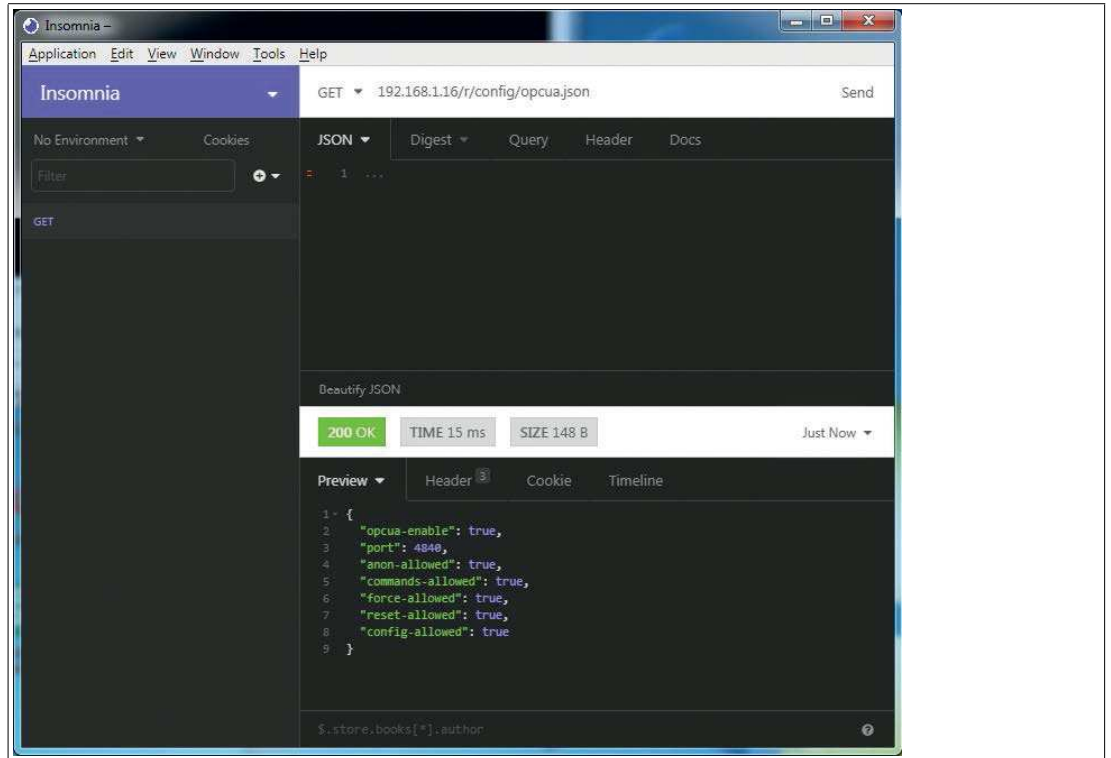 Insomnia –
Application Edit View Window Tools Help
Insomnia
GET 192.168.1.16/r/config/opcua.json Send
No Environment Cookies
JSON Digest Query Header Docs
Filter
1 ...
GET
Beautify JSON
200 OK TIME 15 ms SIZE 148 B Just Now
Preview Header 3 Cookie Timeline
1 {
2 "opcua-enable": true,
3 "port": 4840,
4 "anon-allowed": true,
5 "commands-allowed": true,
6 "force-allowed": true,
7 "reset-allowed": true,
8 "config-allowed": true
9 }
$.store.books[*].author